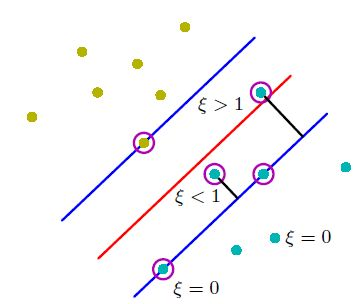 ξ > 1
ξ < 1
ξ = 0
ξ = 0